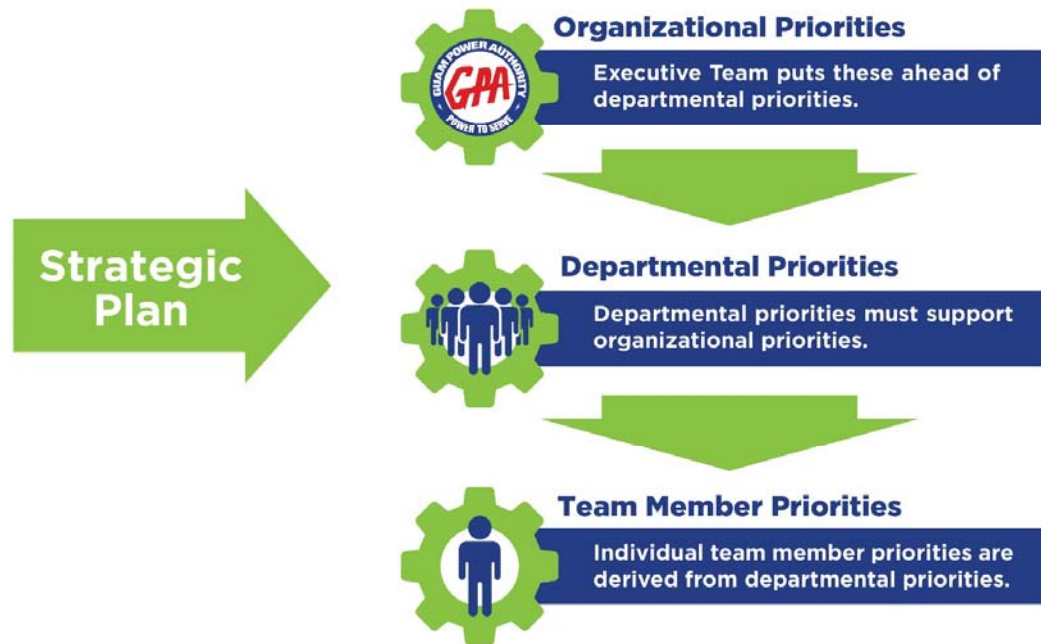 Organizational Priorities
GUAM POWER AUTHORITY
GPA
POWER TO SERVE
Executive Team puts these ahead of
departmental priorities.
Strategic
Plan
Departmental Priorities
Departmental priorities must support
organizational priorities.
Team Member Priorities
Individual team member priorities are
derived from departmental priorities.